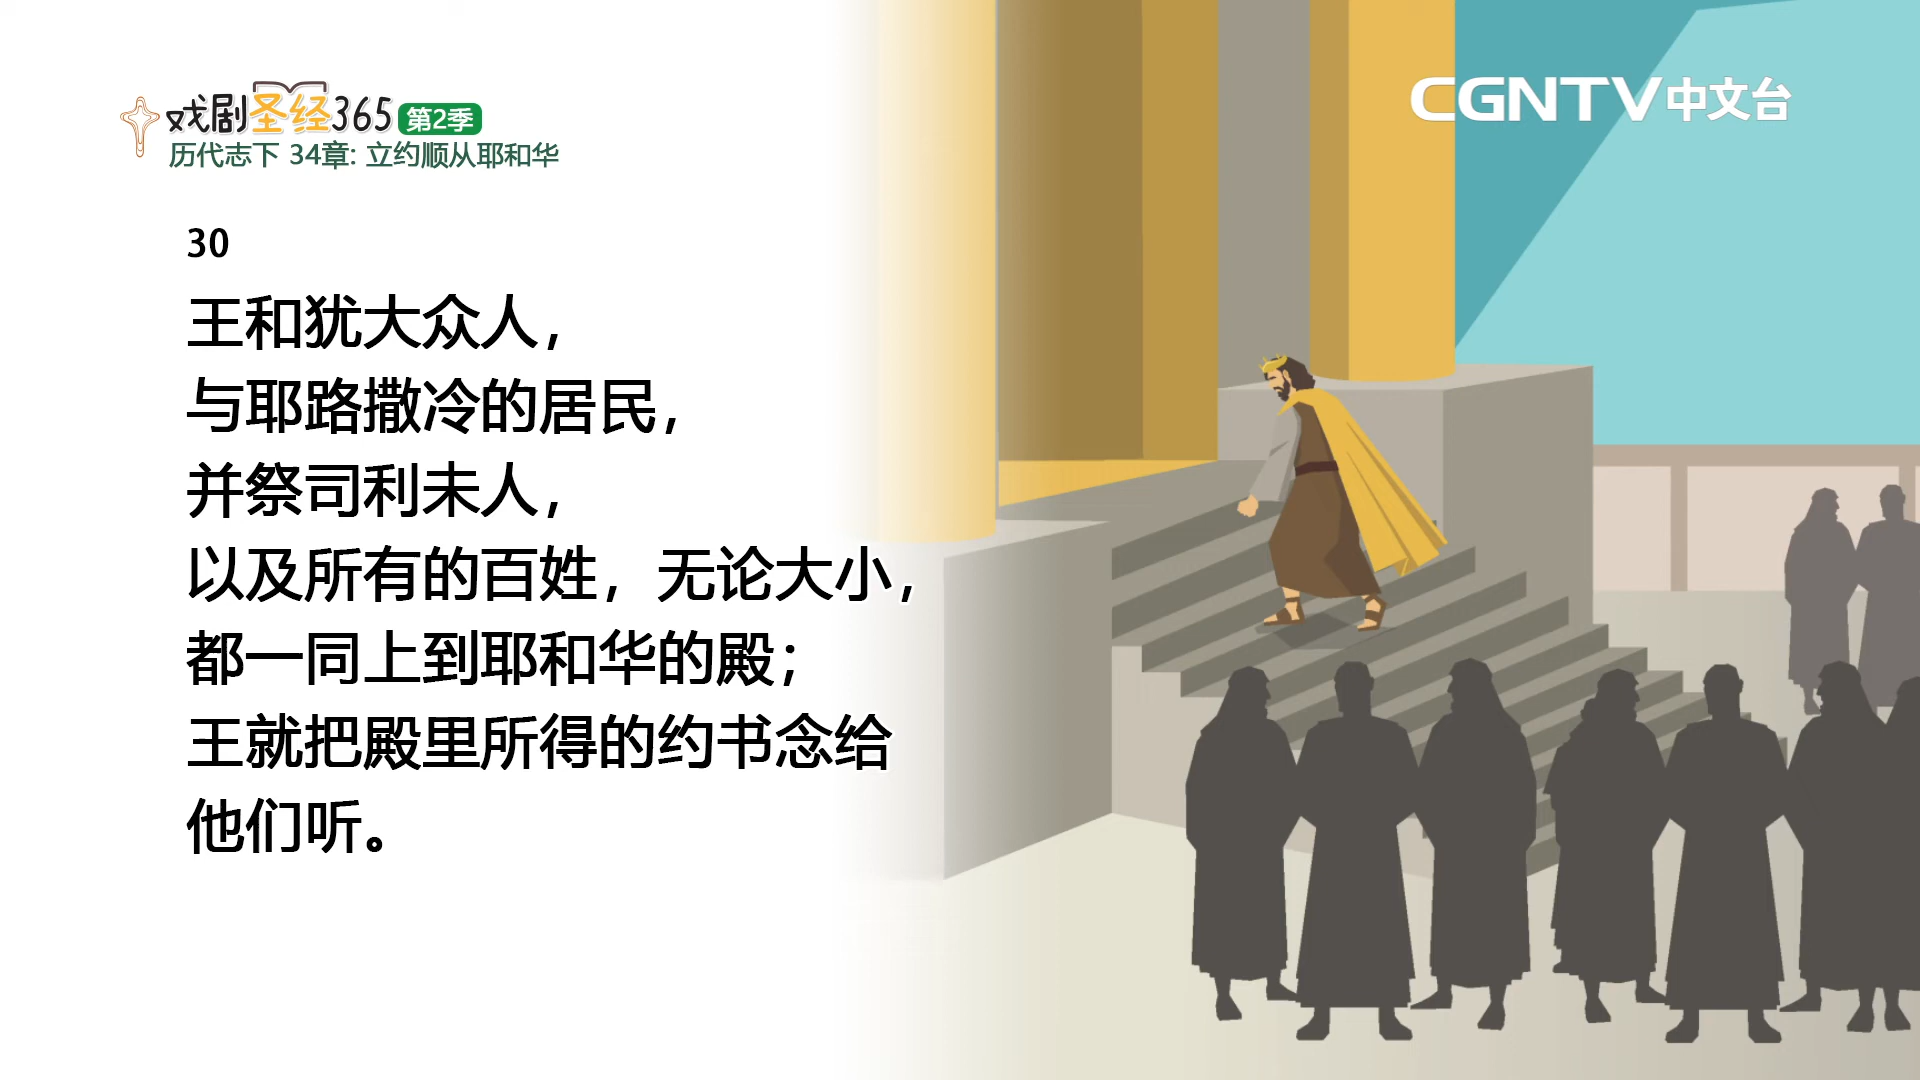 戏剧圣经365 第2季
CGNTV中文台
历代志下 34章: 立约顺从耶和华
30
王和犹大众人，
与耶路撒冷的居民，
并祭司利未人，
以及所有的百姓，无论大小，
都一同上到耶和华的殿；
王就把殿里所得的约书念给
他们听。